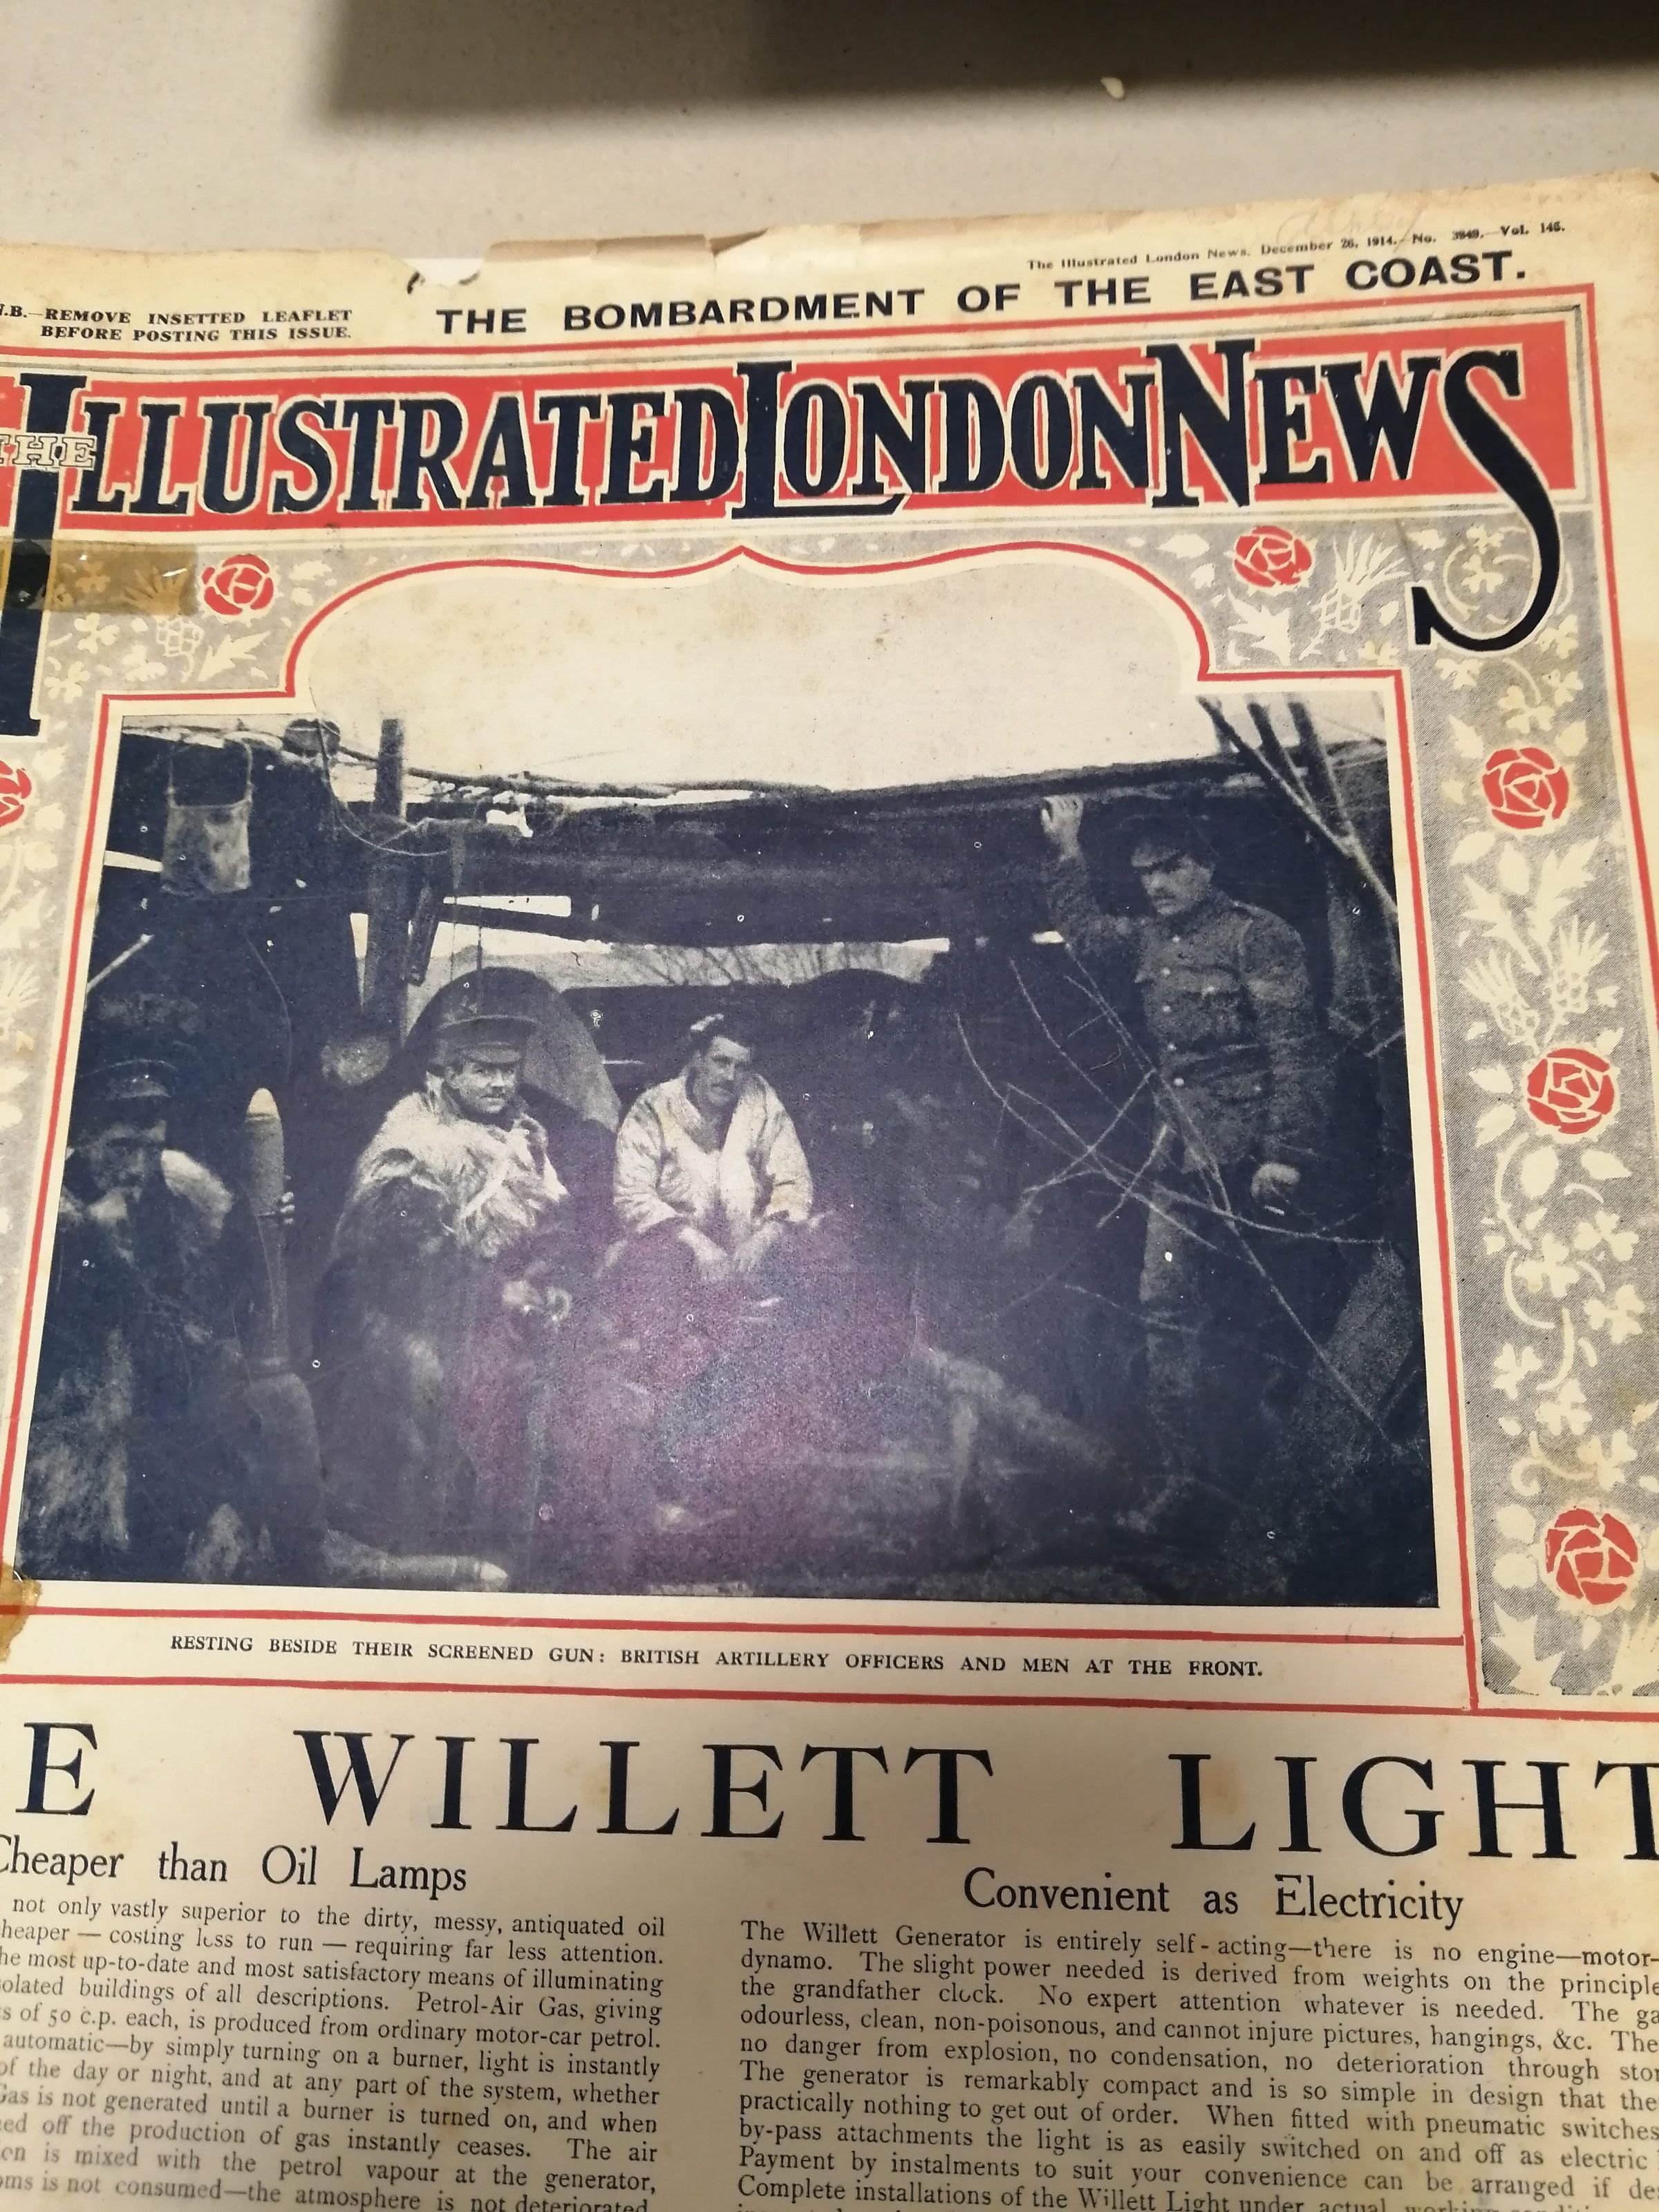 The Illustrated London News, December 26, 1914.—No. 3949.—Vol. 145.
N.B.—REMOVE INSETTED LEAFLET
BEFORE POSTING THIS ISSUE.
THE BOMBARDMENT OF THE EAST COAST.
THE ILLUSTRATED LONDON NEWS
RESTING BESIDE THEIR SCREENED GUN: BRITISH ARTILLERY OFFICERS AND MEN AT THE FRONT.
E WILLETT LIGHT
Cheaper than Oil Lamps
not only vastly superior to the dirty, messy, antiquated oil
heaper — costing less to run — requiring far less attention.
he most up-to-date and most satisfactory means of illuminating
olated buildings of all descriptions. Petrol-Air Gas, giving
s of 50 c.p. each, is produced from ordinary motor-car petrol.
automatic—by simply turning on a burner, light is instantly
of the day or night, and at any part of the system, whether
Gas is not generated until a burner is turned on, and when
ed off the production of gas instantly ceases. The air
en is mixed with the petrol vapour at the generator,
oms is not consumed—the atmosphere is not deteriorated
Convenient as Electricity
The Willett Generator is entirely self-acting—there is no engine—motor—
dynamo. The slight power needed is derived from weights on the principle
the grandfather clock. No expert attention whatever is needed. The ga
odourless, clean, non-poisonous, and cannot injure pictures, hangings, &c. The
no danger from explosion, no condensation, no deterioration through stor
The generator is remarkably compact and is so simple in design that the
practically nothing to get out of order. When fitted with pneumatic switches
by-pass attachments the light is as easily switched on and off as electric
Payment by instalments to suit your convenience can be arranged if de
Complete installations of the Willett Light under actual working